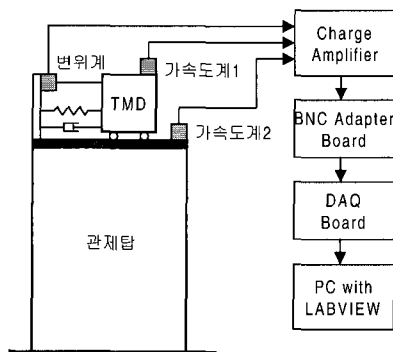 변위계
TMD
가속도계1
가속도계2
관제탑
Charge
Amplifier
BNC Adapter
Board
DAQ
Board
PC with
LABVIEW